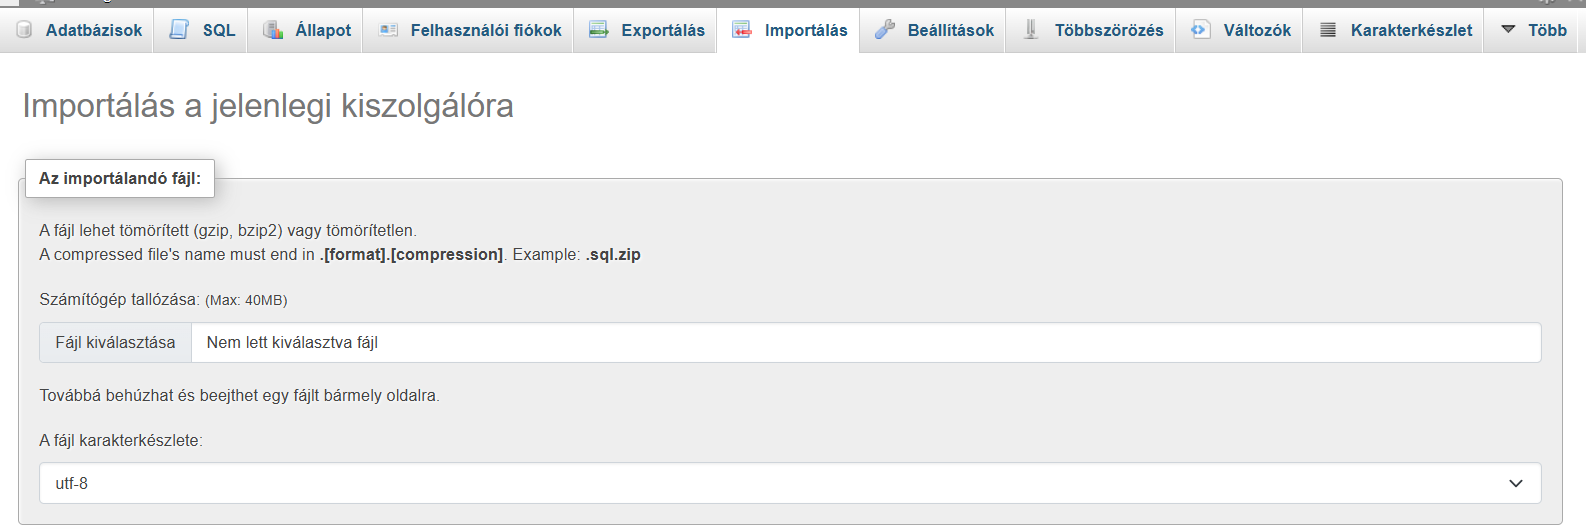 Adatbázisok SQL Állapot Felhasználói fiókok Exportálás Importálás Beállítások Többszörözés Változók Karakterkészlet Több
Importálás a jelenlegi kiszolgálóra
Az importálandó fájl:
A fájl lehet tömörített (gzip, bzip2) vagy tömörítetlen.
A compressed file's name must end in .[format].[compression]. Example: .sql.zip
Számítógép tallózása: (Max: 40MB)
Fájl kiválasztása Nem lett kiválasztva fájl
Továbbá behúzhat és beejthet egy fájlt bármely oldalra.
A fájl karakterkészlete:
utf-8